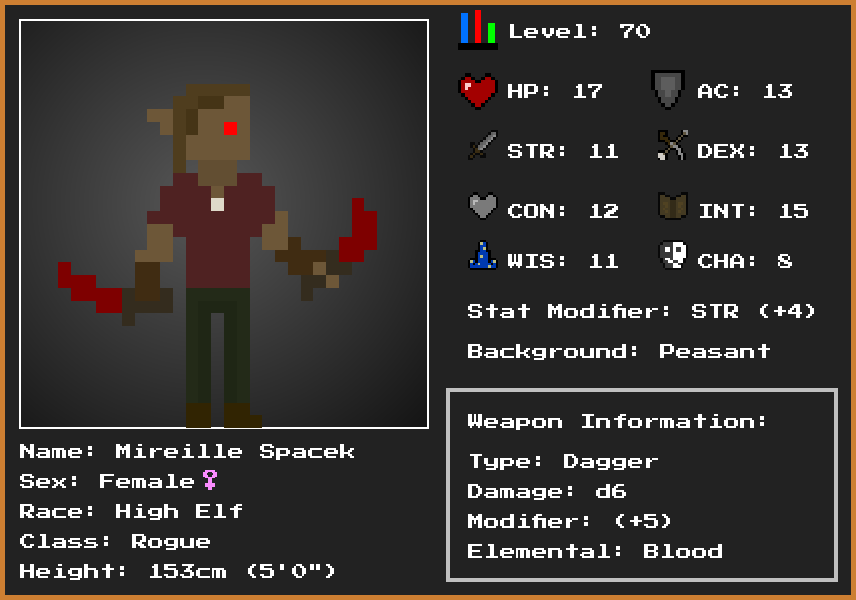 Level: 70
HP: 17
AC: 13
STR: 11
DEX: 13
CON: 12
INT: 15
WIS: 11
CHA: 8
Stat Modifier: STR (+4)
Background: Peasant
Weapon Information:
Type: Dagger
Damage: d6
Modifier: (+5)
Elemental: Blood
Name: Mireille Spacek
Sex: Female♀
Race: High Elf
Class: Rogue
Height: 153cm (5'0")